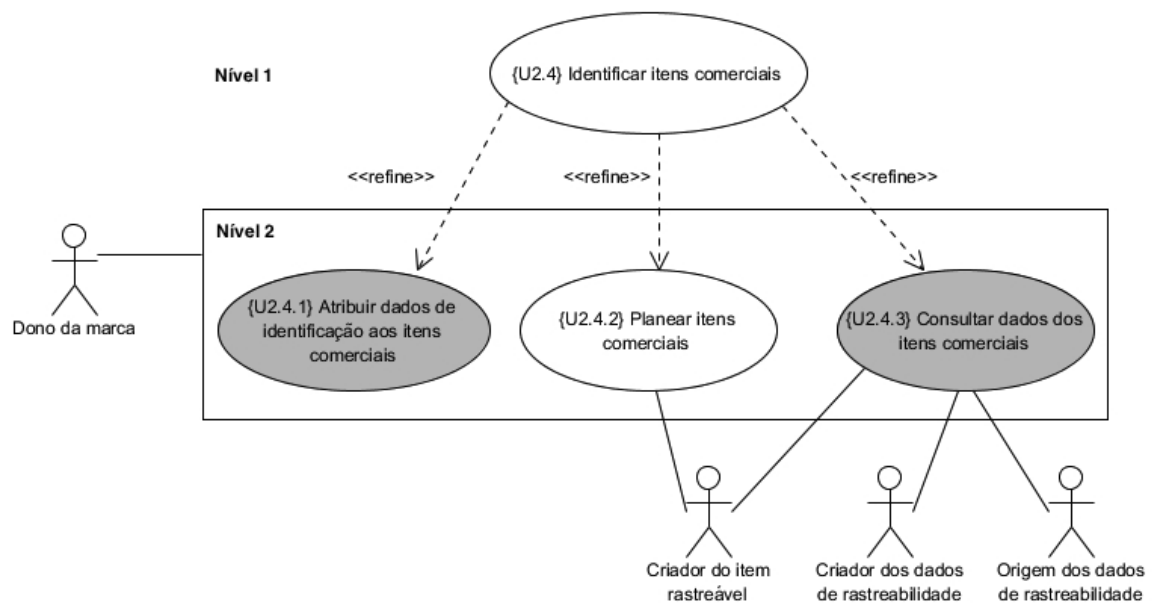 Nível 1
{U2.4} Identificar itens comerciais
<<refine>>
<<refine>>
<<refine>>
Nível 2
Dono da marca
{U2.4.1} Atribuir dados de
identificação aos itens
comerciais
{U2.4.2} Planear itens
comerciais
{U2.4.3} Consultar dados dos
itens comerciais
Criador do item
rastreável
Criador dos dados
de rastreabilidade
Origem dos dados
de rastreabilidade